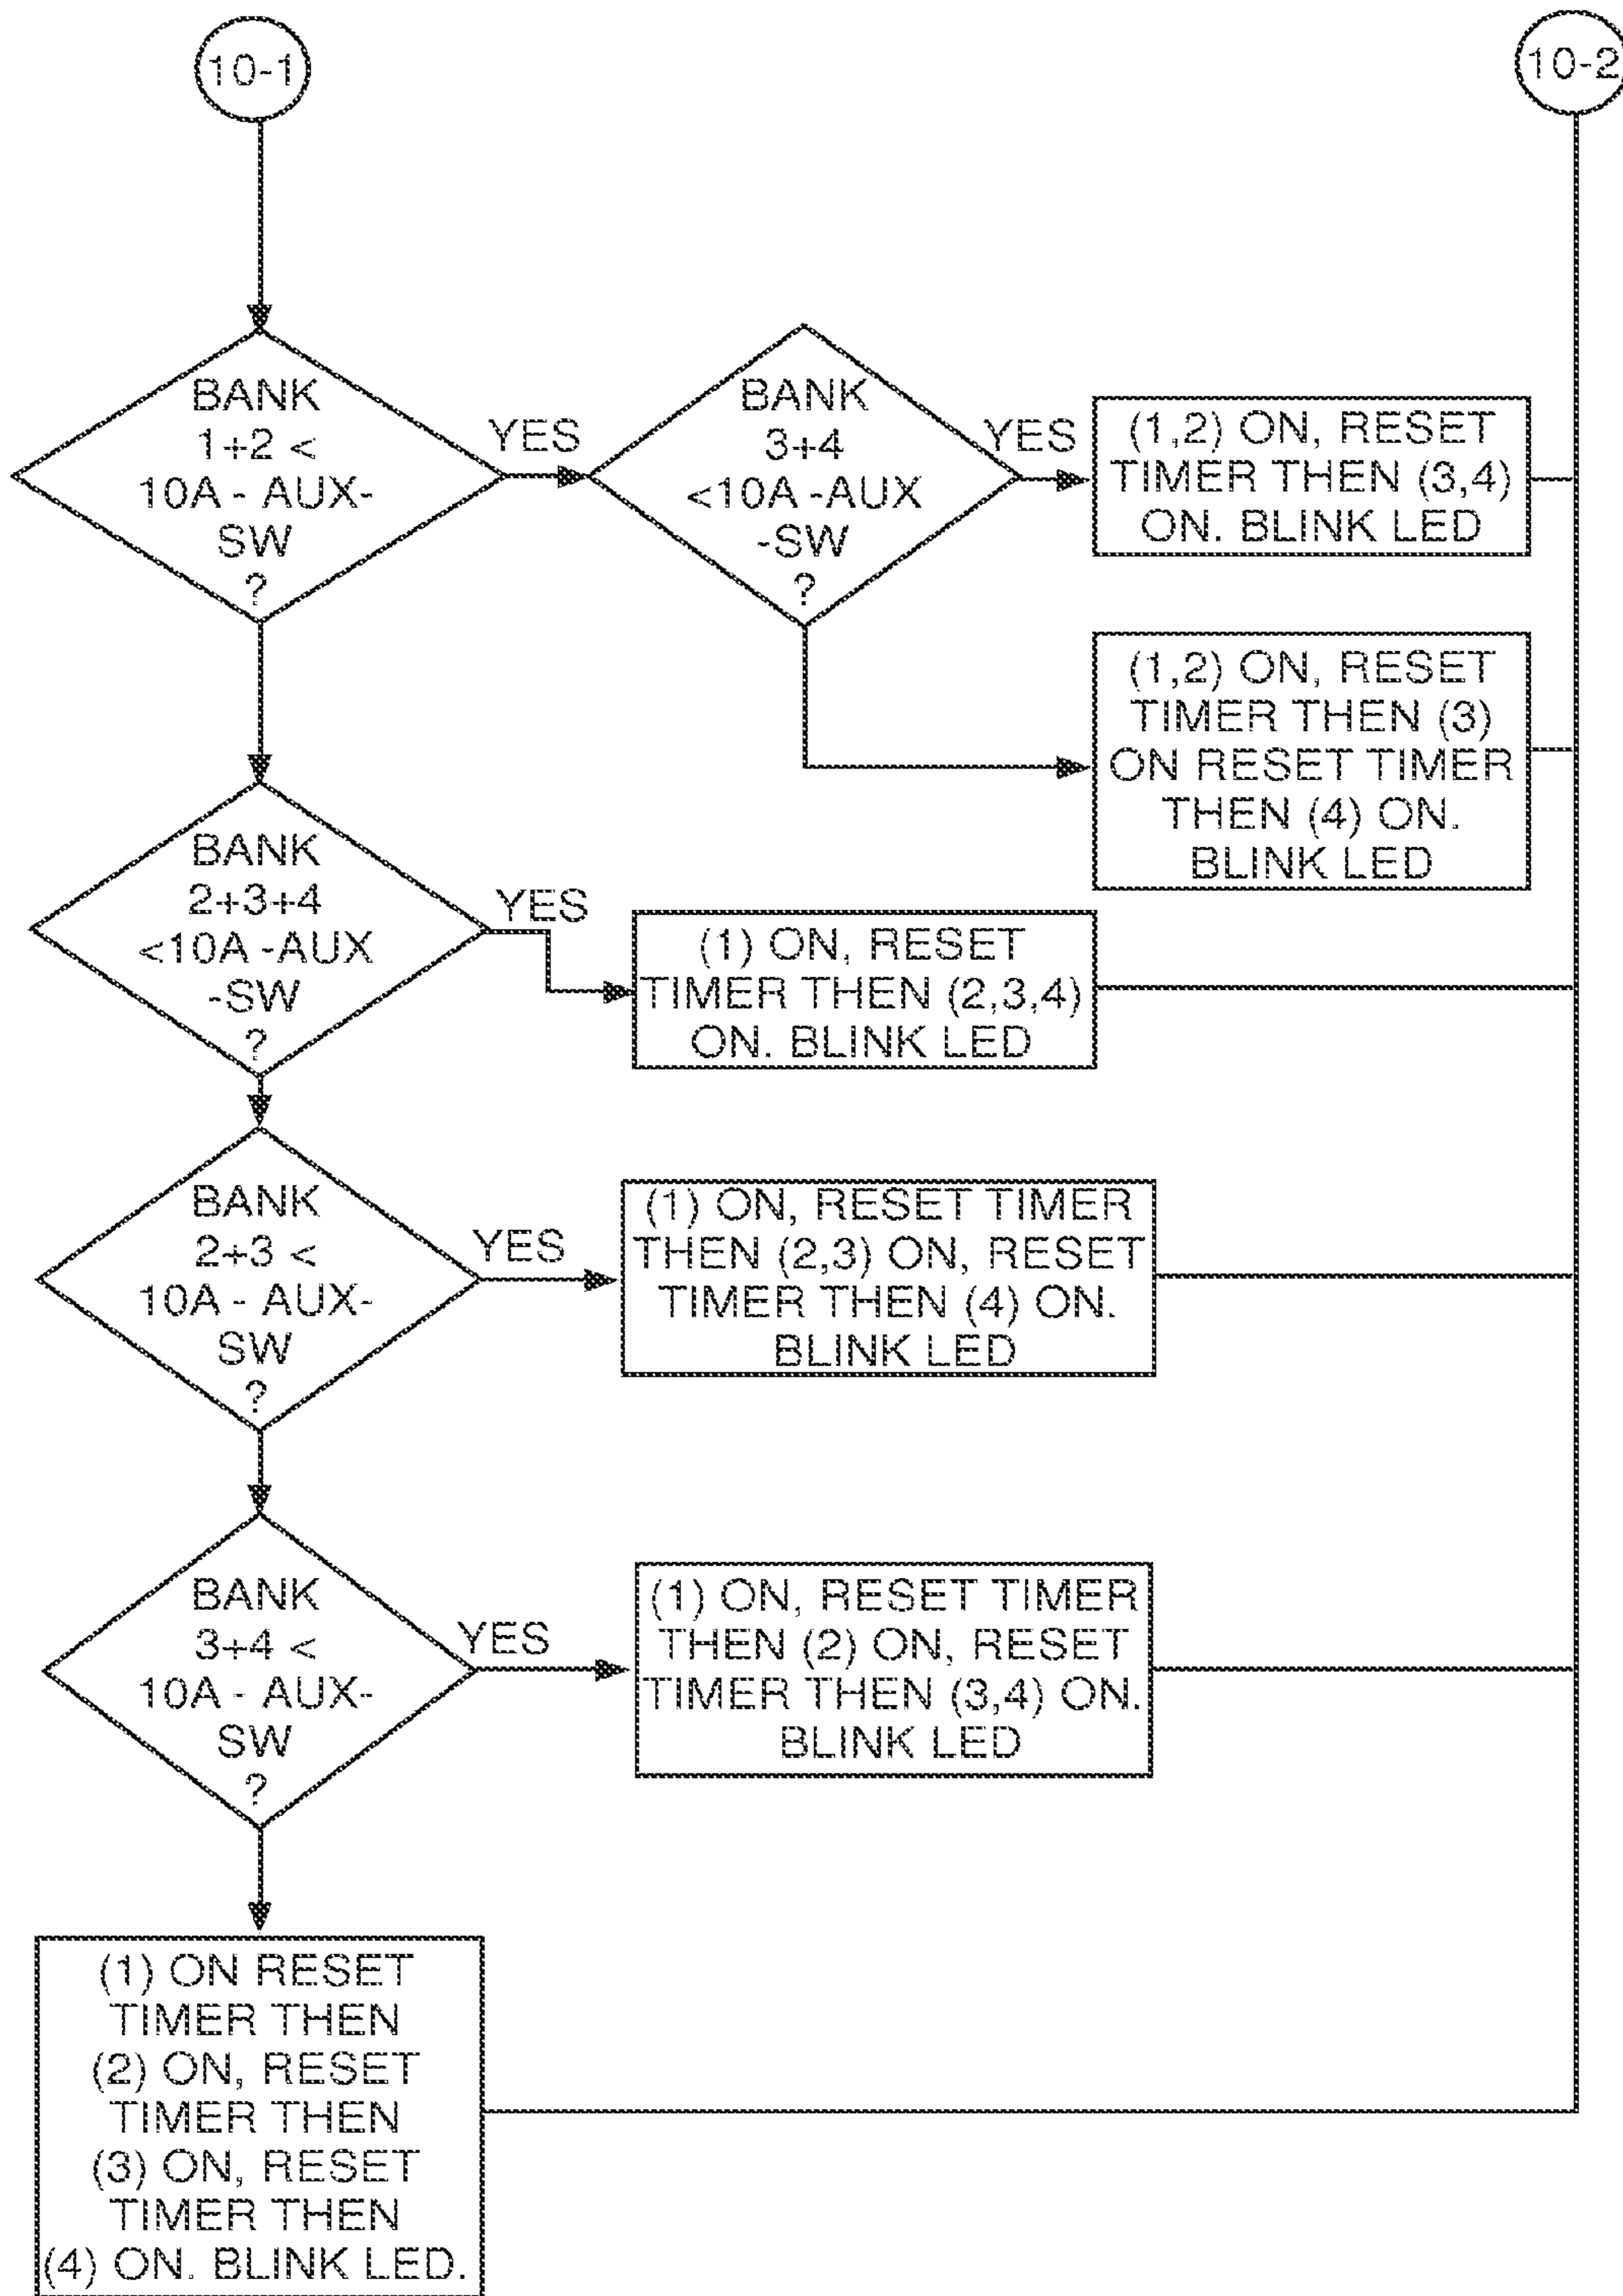 10-1
10-2
BANK
1+2 <
10A - AUX-
SW
?
YES
BANK
3+4
<10A -AUX
-SW
?
YES
(1,2) ON, RESET
TIMER THEN (3,4)
ON. BLINK LED
(1,2) ON, RESET
TIMER THEN (3)
ON RESET TIMER
THEN (4) ON.
BLINK LED
BANK
2+3+4
<10A -AUX
-SW
?
YES
(1) ON, RESET
TIMER THEN (2,3,4)
ON. BLINK LED
BANK
2+3 <
10A - AUX-
SW
?
YES
(1) ON, RESET TIMER
THEN (2,3) ON, RESET
TIMER THEN (4) ON.
BLINK LED
BANK
3+4 <
10A - AUX-
SW
?
YES
(1) ON, RESET TIMER
THEN (2) ON, RESET
TIMER THEN (3,4) ON.
BLINK LED
(1) ON RESET
TIMER THEN
(2) ON, RESET
TIMER THEN
(3) ON, RESET
TIMER THEN
(4) ON. BLINK LED.